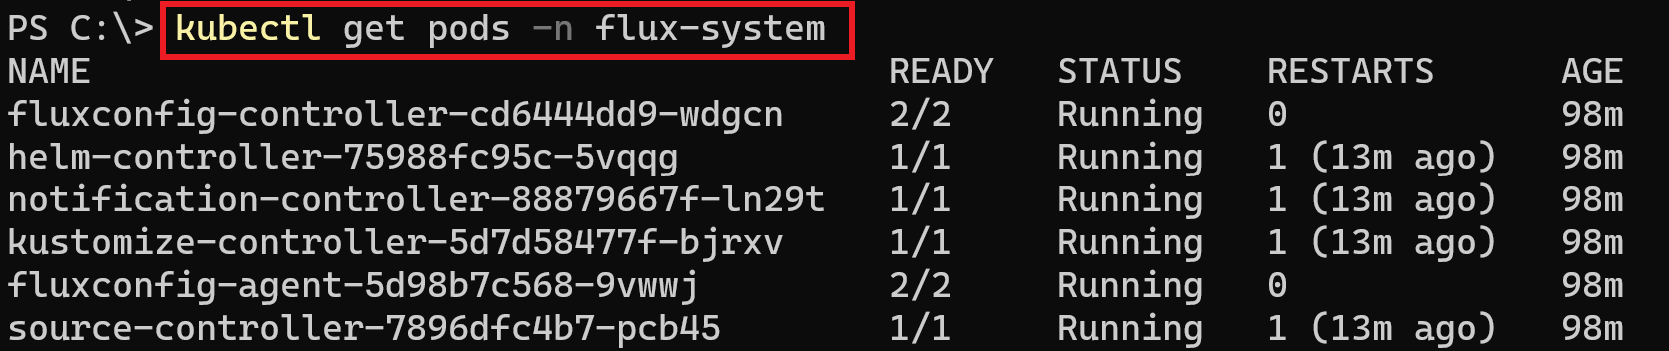 PS C:\> kubectl get pods -n flux-system
NAME READY STATUS RESTARTS AGE
fluxconfig-controller-cd6444dd9-wdgcn 2/2 Running 0 98m
helm-controller-75988fc95c-5vqqg 1/1 Running 1 (13m ago) 98m
notification-controller-88879667f-ln29t 1/1 Running 1 (13m ago) 98m
kustomize-controller-5d7d58477f-bjrxv 1/1 Running 1 (13m ago) 98m
fluxconfig-agent-5d98b7c568-9vwwj 2/2 Running 0 98m
source-controller-7896dfc4b7-pcb45 1/1 Running 1 (13m ago) 98m